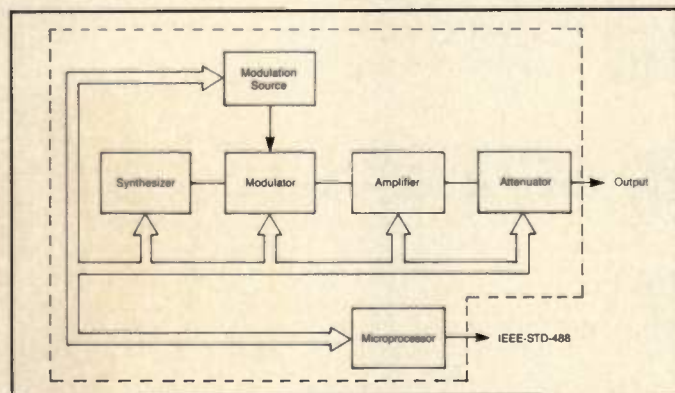 Modulation
Source
Synthesizer
Modulator
Amplifier
Attenuator
Output
Microprocessor
IEEE-STD-488